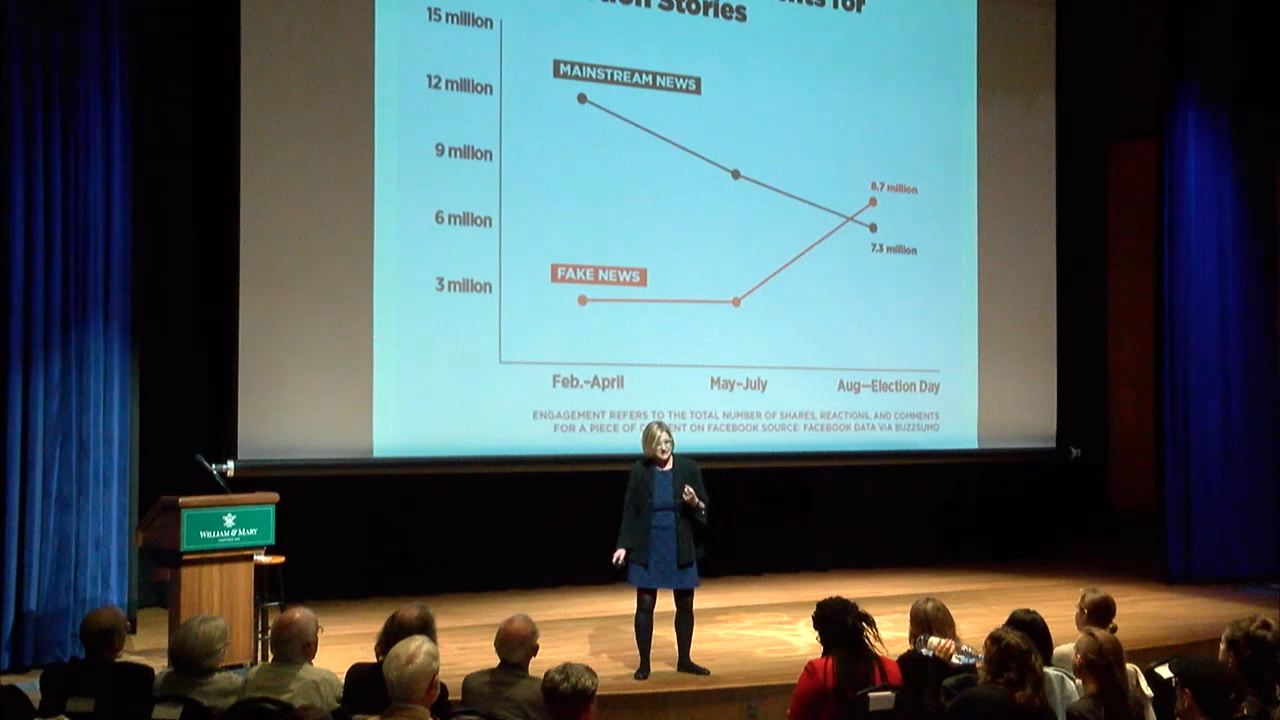 for
Stories
15 million
12 million
9 million
6 million
3 million
MAINSTREAM NEWS
8.7 million
7.3 million
FAKE NEWS
Feb.–April
May–July
Aug—Election Day
ENGAGEMENT REFERS TO THE TOTAL NUMBER OF SHARES, REACTIONS, AND COMMENTS
FOR A PIECE OF ON FACEBOOK SOURCE: FACEBOOK DATA VIA BUZZSUMO
WILLIAM & MARY